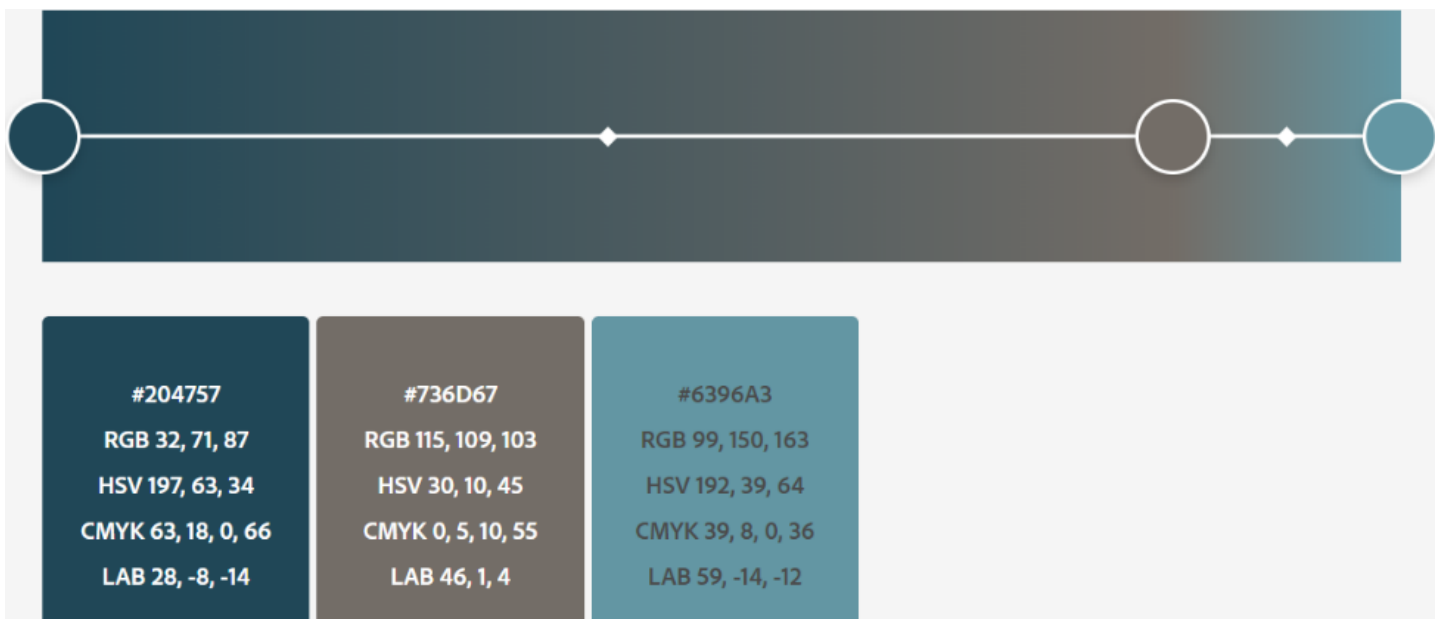 #204757
RGB 32, 71, 87
HSV 197, 63, 34
CMYK 63, 18, 0, 66
LAB 28, -8, -14
#736D67
RGB 115, 109, 103
HSV 30, 10, 45
CMYK 0, 5, 10, 55
LAB 46, 1, 4
#6396A3
RGB 99, 150, 163
HSV 192, 39, 64
CMYK 39, 8, 0, 36
LAB 59, -14, -12